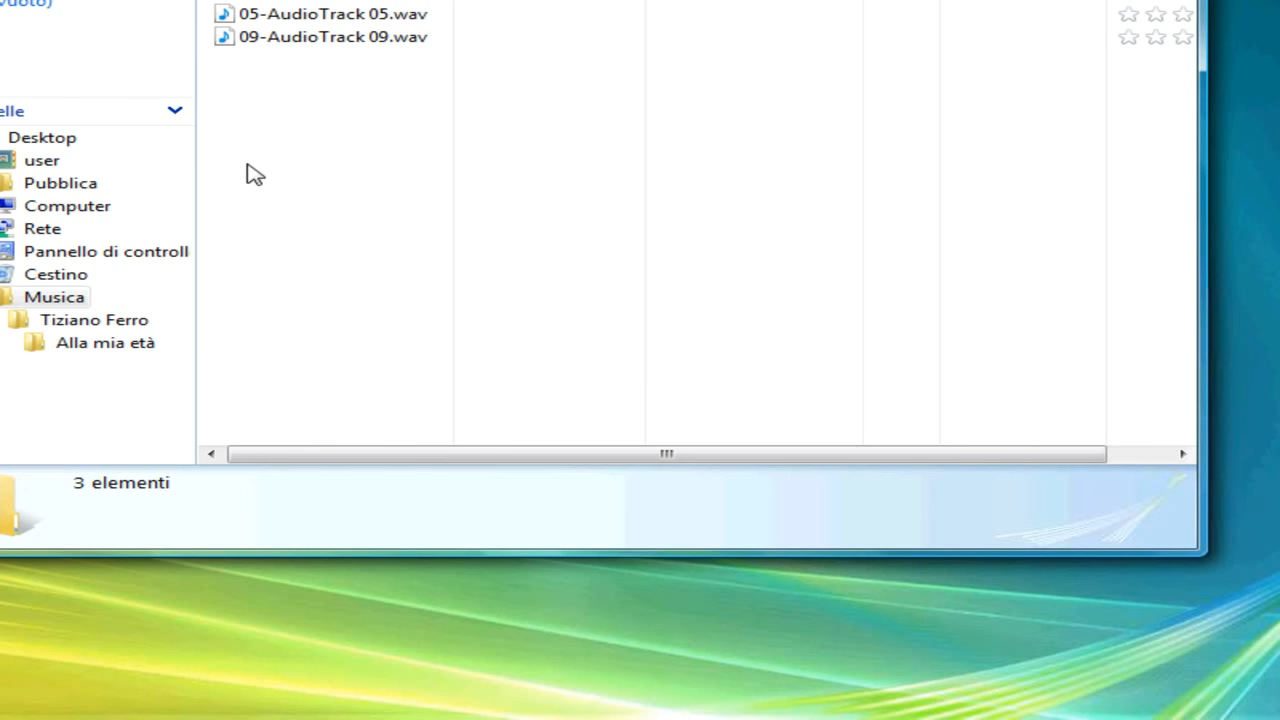 05-AudioTrack 05.wav
09-AudioTrack 09.wav
elle
Desktop
user
Pubblica
Computer
Rete
Pannello di controll
Cestino
Musica
Tiziano Ferro
Alla mia età
3 elementi